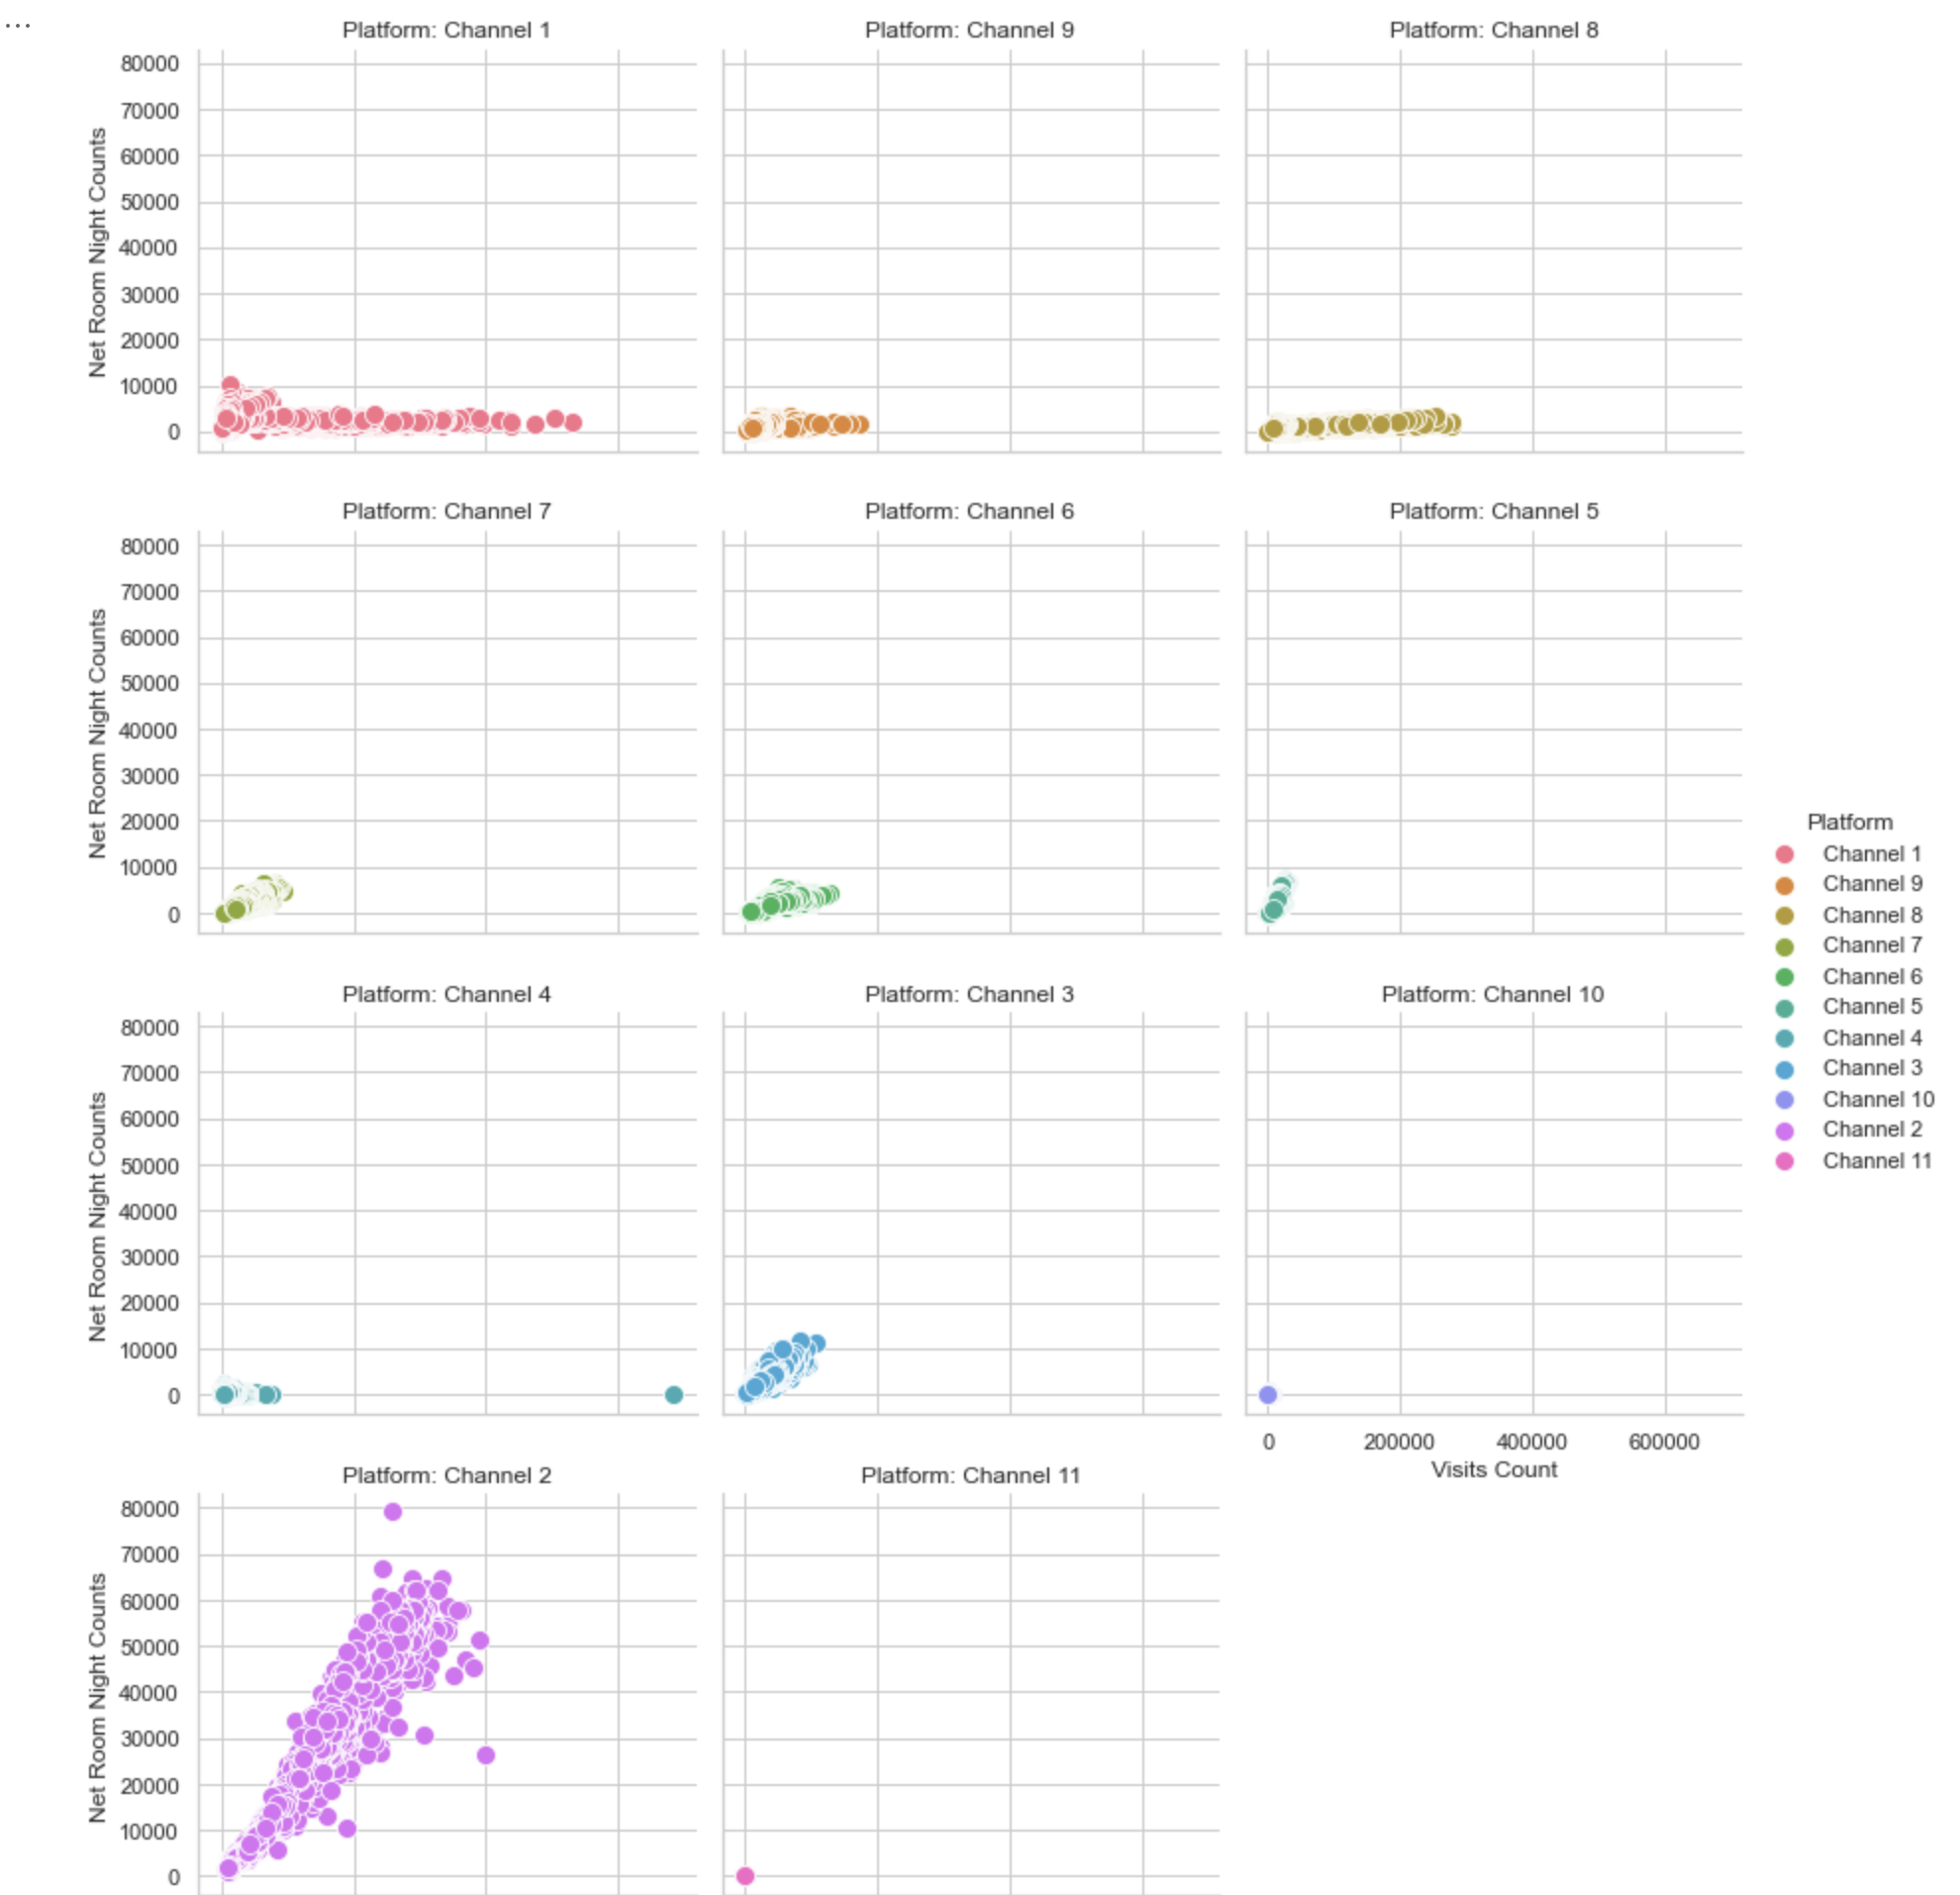 ...
Platform: Channel 1
Platform: Channel 9
Platform: Channel 8
80000
70000
60000
50000
40000
30000
20000
10000
0
Net Room Night Counts
Platform: Channel 7
Platform: Channel 6
Platform: Channel 5
80000
70000
60000
50000
40000
30000
20000
10000
0
Net Room Night Counts
Platform: Channel 4
Platform: Channel 3
Platform: Channel 10
80000
70000
60000
50000
40000
30000
20000
10000
0
Net Room Night Counts
0 200000 400000 600000
Visits Count
Platform: Channel 2
Platform: Channel 11
80000
70000
60000
50000
40000
30000
20000
10000
0
Net Room Night Counts
Platform
Channel 1
Channel 9
Channel 8
Channel 7
Channel 6
Channel 5
Channel 4
Channel 3
Channel 10
Channel 2
Channel 11